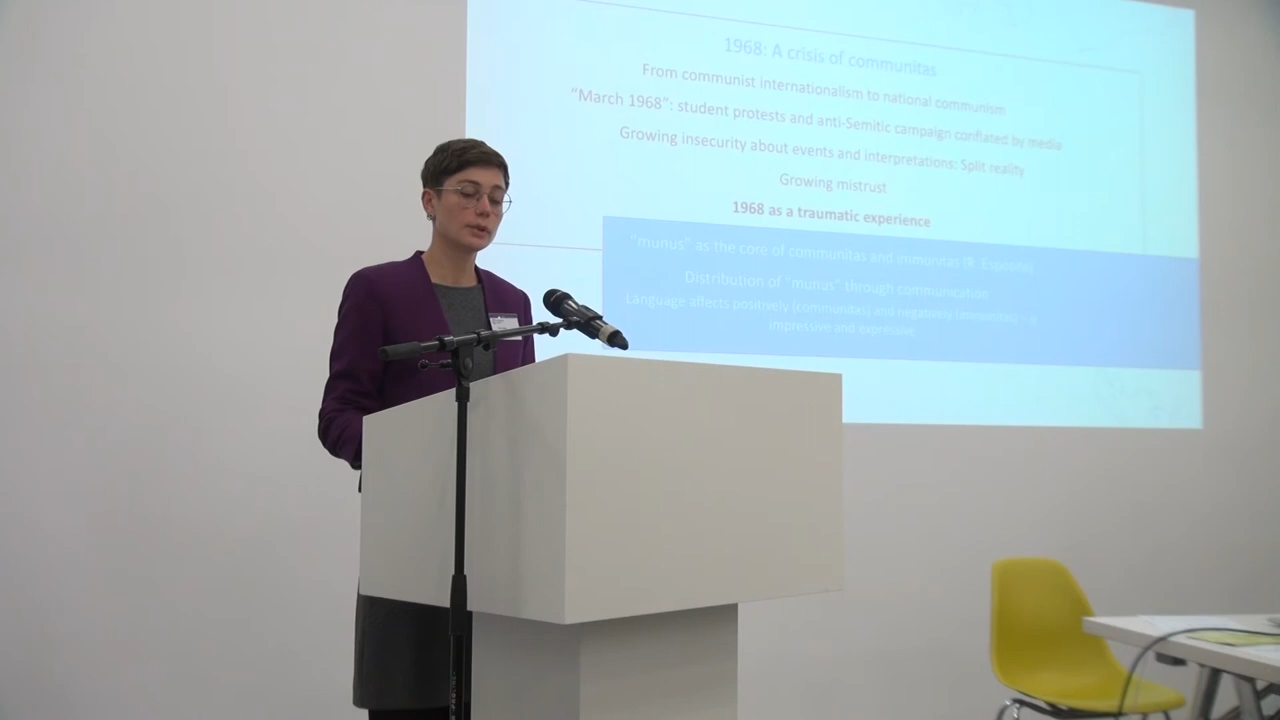 1968: A crisis of communitas
From communist internationalism to national communism
"March 1968": student protests and anti-Semitic campaign conflated by media
Growing insecurity about events and interpretations: Split reality
Growing mistrust
1968 as a traumatic experience
"munus" as the core of communitas and immunitas (R. Esposito)
Distribution of "munus" through communication
Language affects positively (communitas) and negatively (immunitas)
impressive and expressive